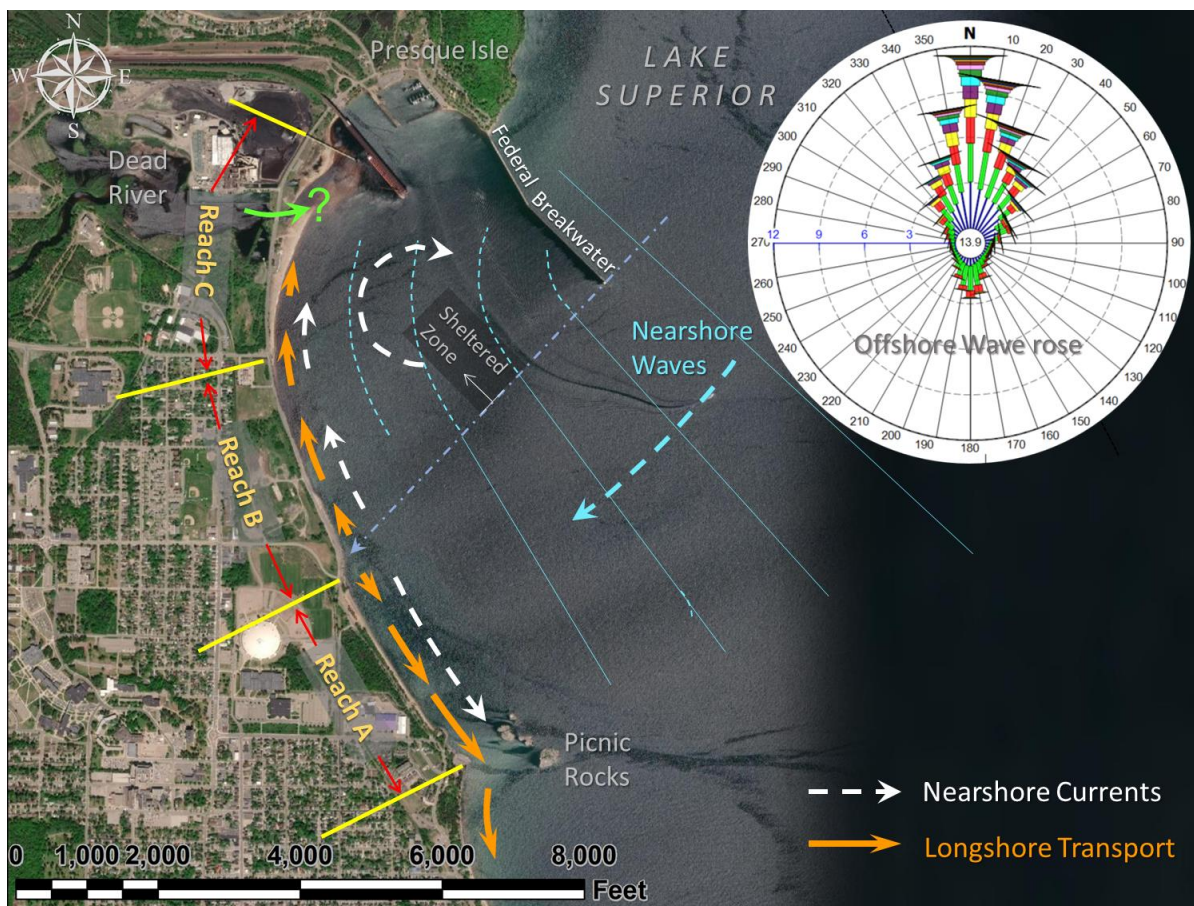 N
W
E
S
Presque Isle
LAKE
SUPERIOR
Dead
River
Federal Breakwater
?
Reach C
Sheltered
Zone
Nearshore
Waves
Reach B
Reach A
Picnic
Rocks
N
350
10
340
20
330
30
320
40
310
50
300
60
290
70
280
80
270
12
9
6
3
13.9
90
260
100
250
110
240
120
230
130
220
140
210
150
200
160
190
180
170
Offshore Wave rose
Nearshore Currents
Longshore Transport
0
1,000
2,000
4,000
6,000
8,000
Feet